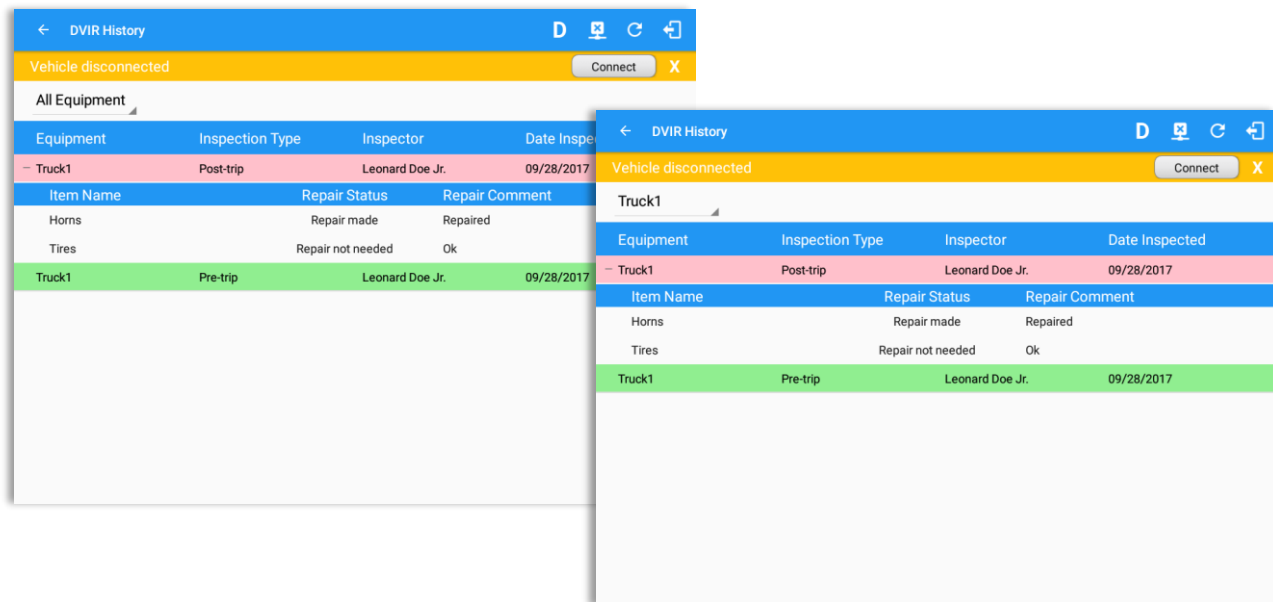 DVIR History D
Vehicle disconnected Connect X
All Equipment
Equipment Inspection Type Inspector Date Inspe
− Truck1 Post-trip Leonard Doe Jr. 09/28/2017
Item Name Repair Status Repair Comment
Horns Repair made Repaired
Tires Repair not needed Ok
Truck1 Pre-trip Leonard Doe Jr. 09/28/2017
DVIR History D
Vehicle disconnected Connect X
Truck1
Equipment Inspection Type Inspector Date Inspected
− Truck1 Post-trip Leonard Doe Jr. 09/28/2017
Item Name Repair Status Repair Comment
Horns Repair made Repaired
Tires Repair not needed Ok
Truck1 Pre-trip Leonard Doe Jr. 09/28/2017